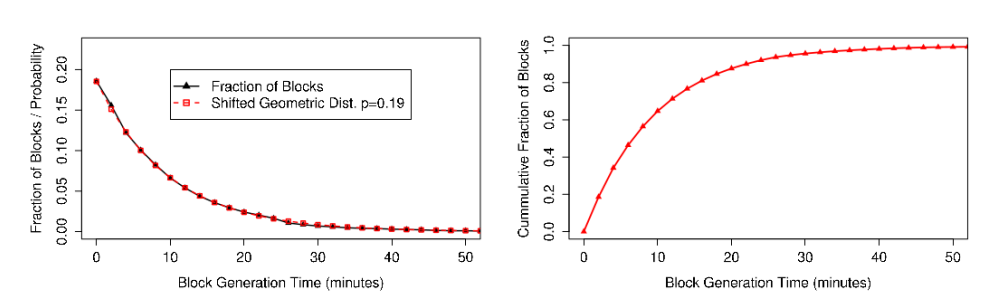 Fraction of Blocks / Probability
0.20
0.15
0.10
0.05
0.00
Fraction of Blocks
Shifted Geometric Dist. p=0.19
0 10 20 30 40 50
Block Generation Time (minutes)
Cummulative Fraction of Blocks
1.0
0.8
0.6
0.4
0.2
0.0
0 10 20 30 40 50
Block Generation Time (minutes)